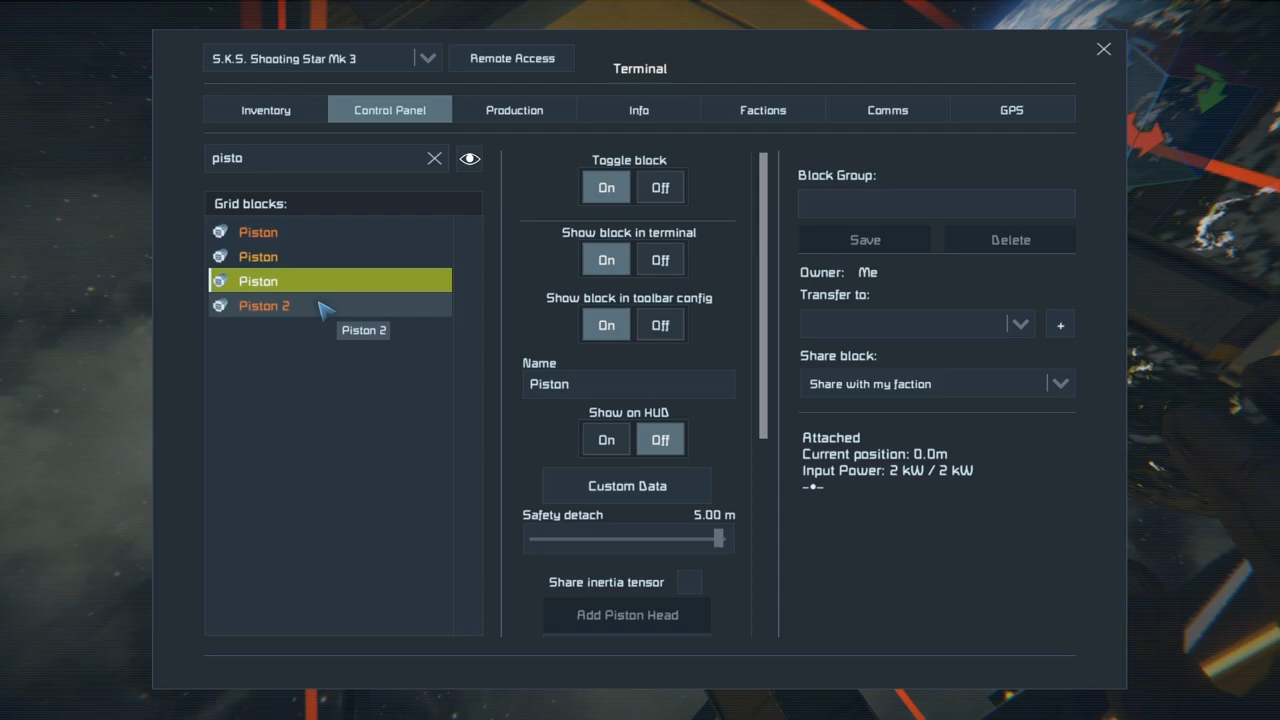 S.K.S. Shooting Star Mk 3
Remote Access
Terminal
Inventory
Control Panel
Production
Info
Factions
Comms
GPS
pisto
Grid blocks:
Piston
Piston
Piston
Piston 2
Piston 2
Toggle block
On Off
Show block in terminal
On Off
Show block in toolbar config
On Off
Name
Piston
Show on HUD
On Off
Custom Data
Safety detach 5.00 m
Share inertia tensor
Add Piston Head
Block Group:
Save Delete
Owner: Me
Transfer to:
+
Share block:
Share with my faction
Attached
Current position: 0.0m
Input Power: 2 kW / 2 kW
-•-